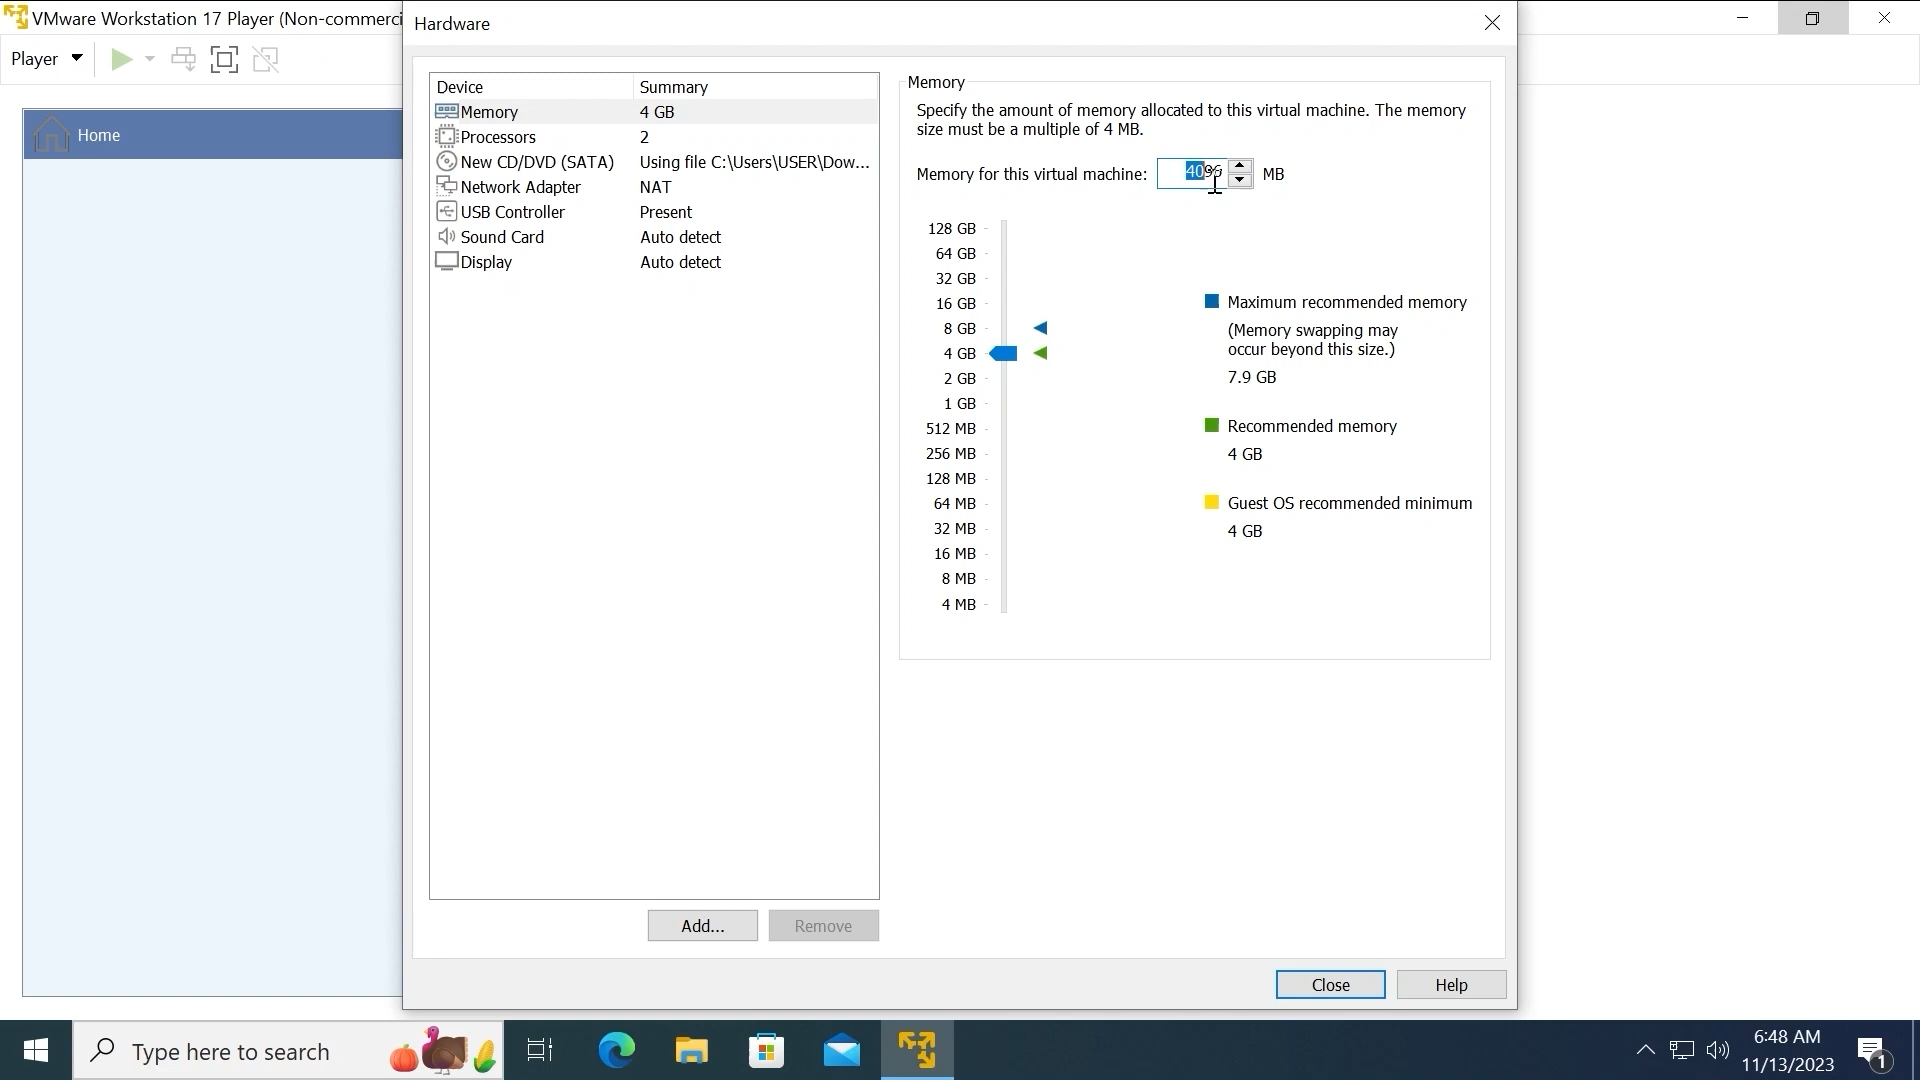 VMware Workstation 17 Player (Non-commerci
Player
Home
Hardware
Device Summary
Memory 4 GB
Processors 2
New CD/DVD (SATA) Using file C:\Users\USER\Dow...
Network Adapter NAT
USB Controller Present
Sound Card Auto detect
Display Auto detect
Add...
Remove
Memory
Specify the amount of memory allocated to this virtual machine. The memory
size must be a multiple of 4 MB.
Memory for this virtual machine: 4096 MB
128 GB
64 GB
32 GB
16 GB
8 GB
4 GB
2 GB
1 GB
512 MB
256 MB
128 MB
64 MB
32 MB
16 MB
8 MB
4 MB
Maximum recommended memory
(Memory swapping may
occur beyond this size.)
7.9 GB
Recommended memory
4 GB
Guest OS recommended minimum
4 GB
Close
Help
Type here to search
6:48 AM
11/13/2023
1